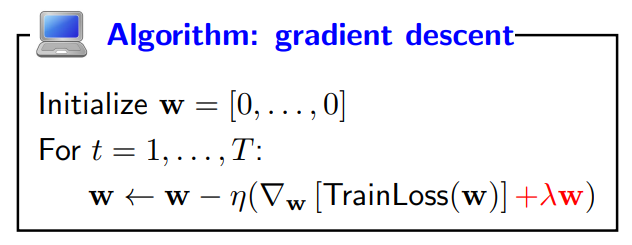 Algorithm: gradient descent
Initialize w = [0, . . . , 0]
For t = 1, . . . , T:
w ← w − η(∇w [TrainLoss(w)] +λw)